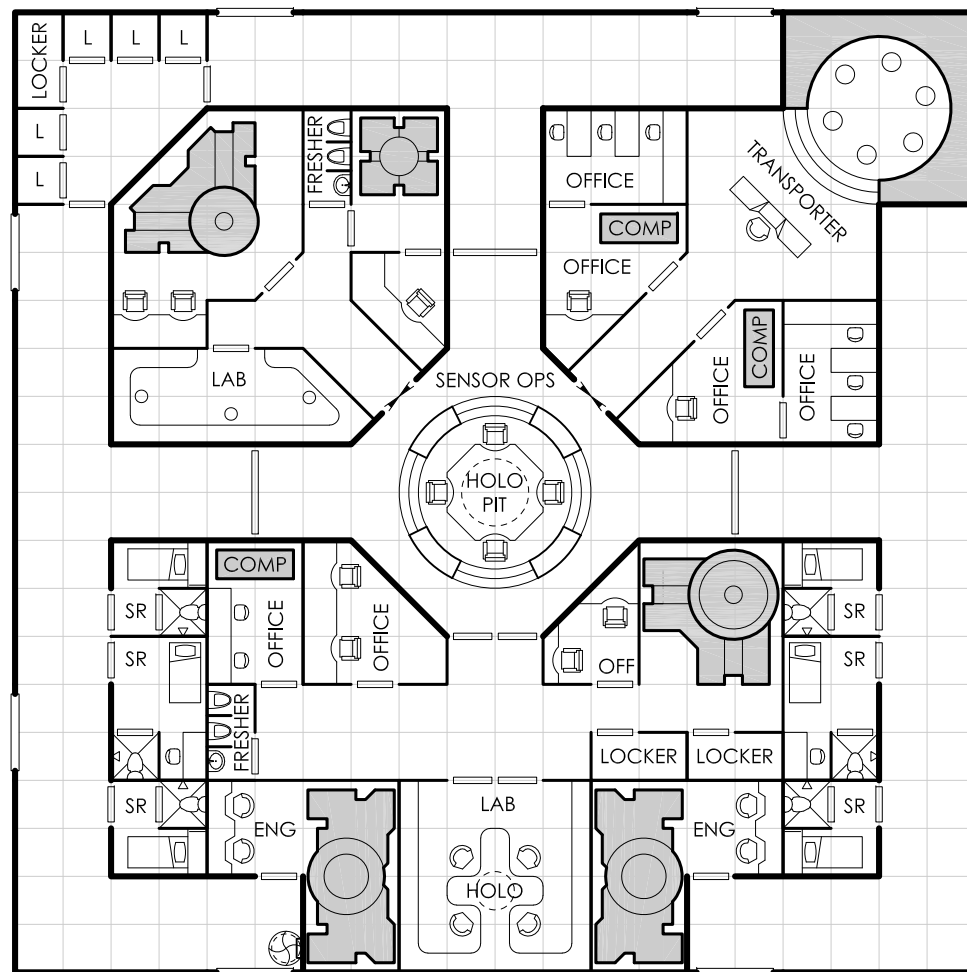 LOCKER
L
L
L
L
L
FRESHER
OFFICE
COMP
OFFICE
TRANSPORTER
COMP
OFFICE
OFFICE
LAB
SENSOR OPS
HOLO
PIT
COMP
OFFICE
OFFICE
SR
SR
SR
FRESHER
OFF
SR
SR
SR
LOCKER
LOCKER
ENG
LAB
HOLO
ENG